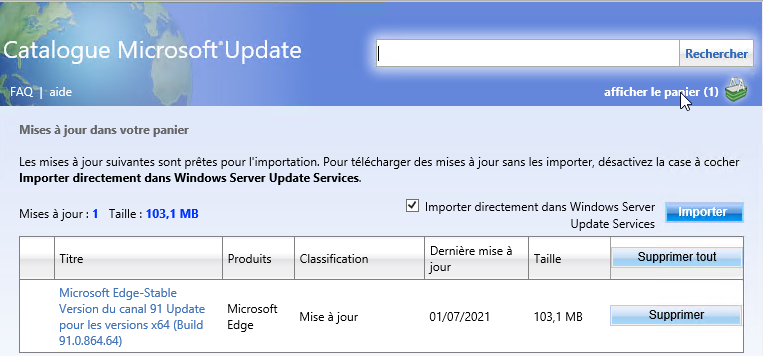 Catalogue Microsoft® Update
Rechercher
FAQ | aide
afficher le panier (1)
Mises à jour dans votre panier
Les mises à jour suivantes sont prêtes pour l'importation. Pour télécharger des mises à jour sans les importer, désactivez la case à cocher
Importer directement dans Windows Server Update Services.
Mises à jour : 1 Taille : 103,1 MB
Importer directement dans Windows Server
Update Services
Importer
Titre
Produits
Classification
Dernière mise à
jour
Taille
Supprimer tout
Microsoft Edge-Stable
Version du canal 91 Update
pour les versions x64 (Build
91.0.864.64)
Microsoft
Edge
Mise à jour
01/07/2021
103,1 MB
Supprimer